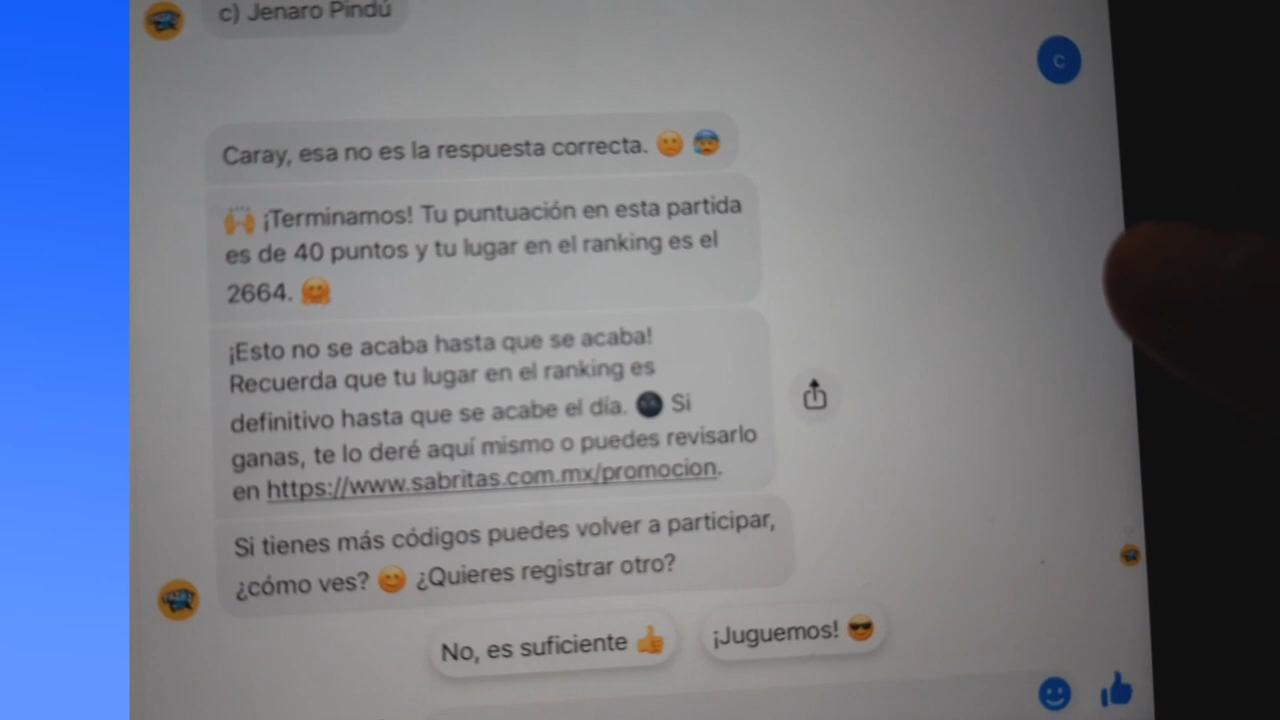 c) Jenaro Pindú
C
Caray, esa no es la respuesta correcta. 🙁 😰
🙌 ¡Terminamos! Tu puntuación en esta partida
es de 40 puntos y tu lugar en el ranking es el
2664. 🤗
¡Esto no se acaba hasta que se acaba!
Recuerda que tu lugar en el ranking es
definitivo hasta que se acabe el día. 🌚 Si
ganas, te lo deré aquí mismo o puedes revisarlo
en https://www.sabritas.com.mx/promocion.
Si tienes más códigos puedes volver a participar,
¿cómo ves? 😊 ¿Quieres registrar otro?
No, es suficiente 👍
¡Juguemos! 😎